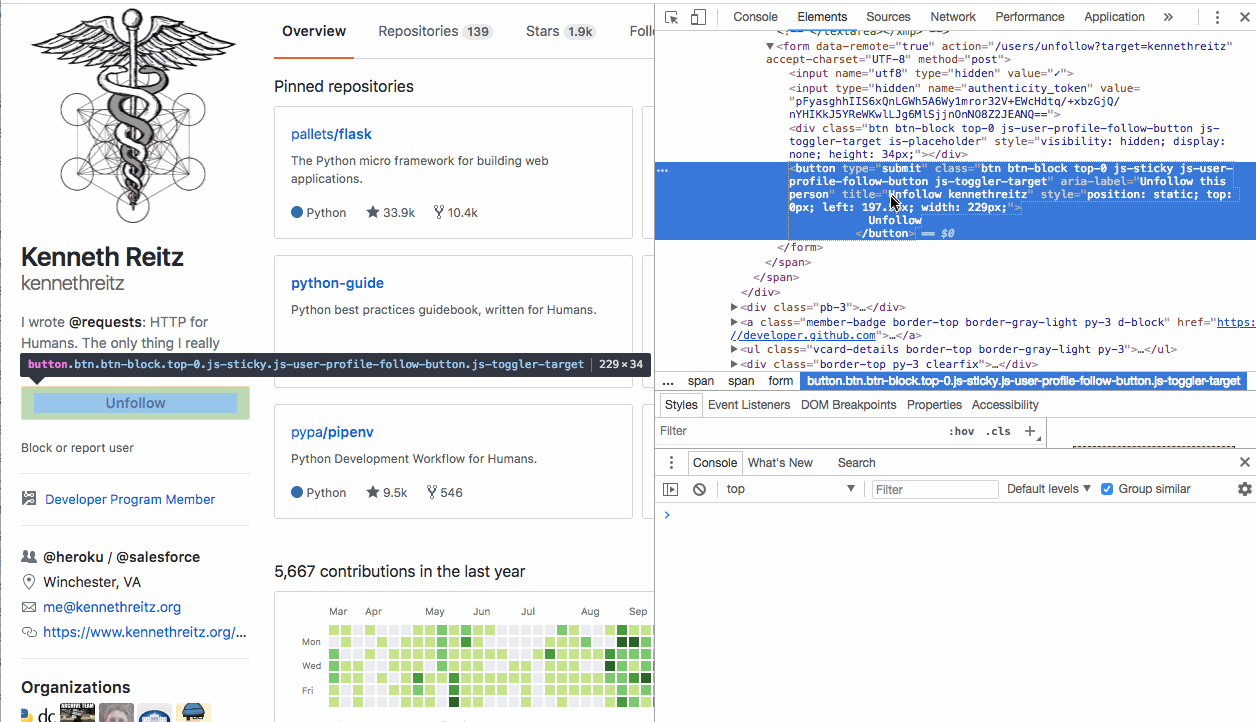 Overview
Repositories 139
Stars 1.9k
Foll
Pinned repositories
pallets/flask
The Python micro framework for building web
applications.
Python 33.9k 10.4k
python-guide
Python best practices guidebook, written for Humans.
pypa/pipenv
Python Development Workflow for Humans.
Python 9.5k 546
Kenneth Reitz
kennethreitz
I wrote @requests: HTTP for
Humans. The only thing I really
button.btn.btn-block.top-0.js-sticky.js-user-profile-follow-button.js-toggler-target 229 × 34
Unfollow
Block or report user
Developer Program Member
@heroku / @salesforce
Winchester, VA
me@kennethreitz.org
https://www.kennethreitz.org/...
Organizations
dc
ARCHIVE TEAM
5,667 contributions in the last year
Mar Apr May Jun Jul Aug Sep
Mon
Wed
Fri
Console Elements Sources Network Performance Application »
<!-- </textarea></xmp> -->
▼<form data-remote="true" action="/users/unfollow?target=kennethreitz"
accept-charset="UTF-8" method="post">
<input name="utf8" type="hidden" value="✓">
<input type="hidden" name="authenticity_token" value=
"pFyasghhIIS6xQnLGWh5A6Wy1mror32V+EWcHdtq/+xbzGjQ/
nYHIKkJ5YReWKwlLJg6MlSjjnOnNO8Z2JEANQ==">
<div class="btn btn-block top-0 js-user-profile-follow-button js-
toggler-target is-placeholder" style="visibility: hidden; display:
none; height: 34px;"></div>
<button type="submit" class="btn btn-block top-0 js-sticky js-user-
profile-follow-button js-toggler-target" aria-label="Unfollow this
person" title="Unfollow kennethreitz" style="position: static; top:
0px; left: 197. px; width: 229px;">
Unfollow
</button> == $0
</form>
</span>
</span>
</div>
▶<div class="pb-3">…</div>
▶<a class="member-badge border-top border-gray-light py-3 d-block" href="https:
//developer.github.com">…</a>
▶<ul class="vcard-details border-top border-gray-light py-3">…</ul>
▶<div class="border-top py-3 clearfix">…</div>
... span span form button.btn.btn-block.top-0.js-sticky.js-user-profile-follow-button.js-toggler-target
Styles Event Listeners DOM Breakpoints Properties Accessibility
Filter :hov .cls +
Console What's New Search
top ▼ Filter Default levels ▼ Group similar